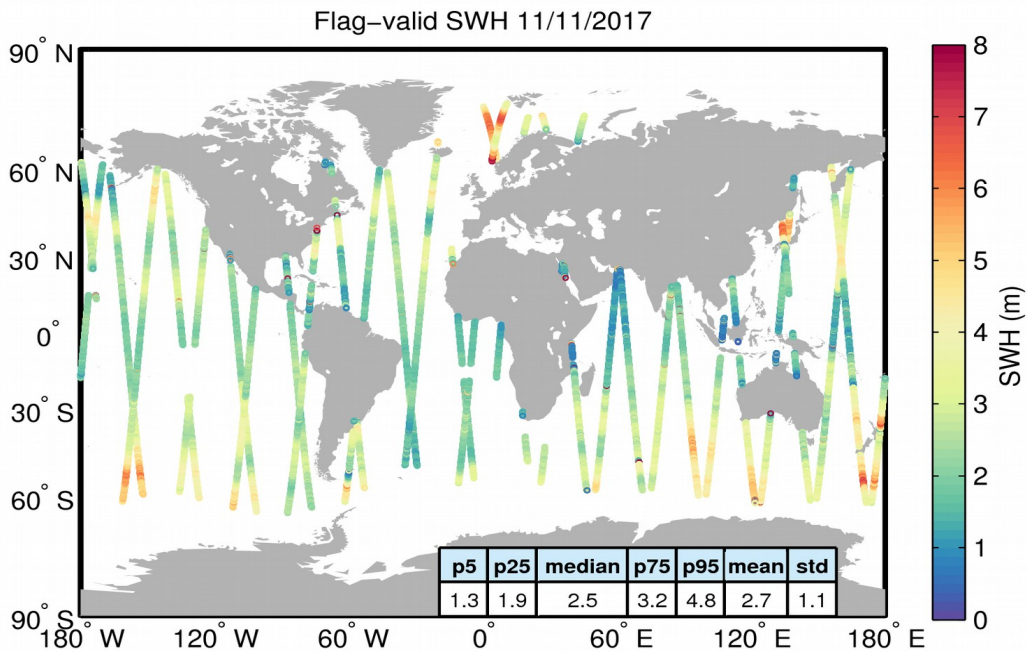 Flag−valid SWH 11/11/2017
90° N
60° N
30° N
0°
30° S
60° S
90° S
180° W
120° W
60° W
0°
60° E
120° E
180° E
p5 p25 median p75 p95 mean std
1.3 1.9 2.5 3.2 4.8 2.7 1.1
8
7
6
5
4
3
2
1
0
SWH (m)